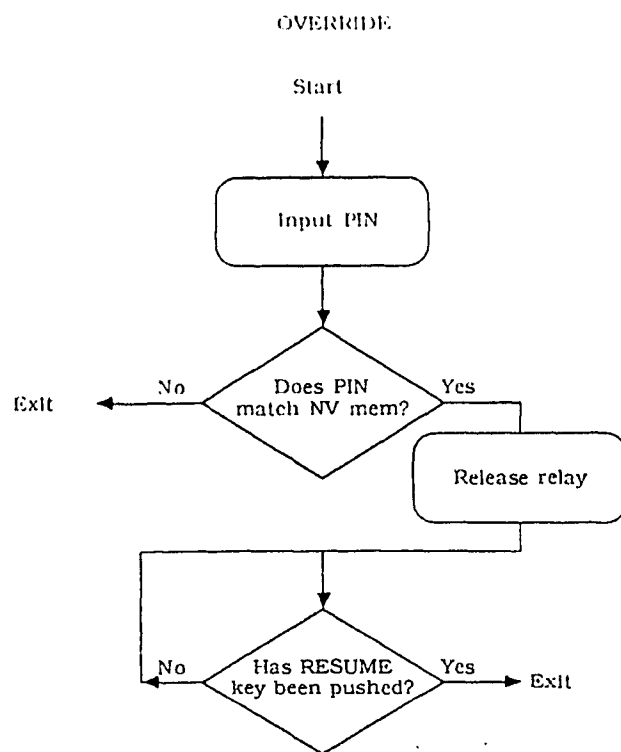 OVERRIDE
Start
Input PIN
Does PIN
match NV mem?
No
Yes
Exit
Release relay
Has RESUME
key been pushed?
No
Yes
Exit